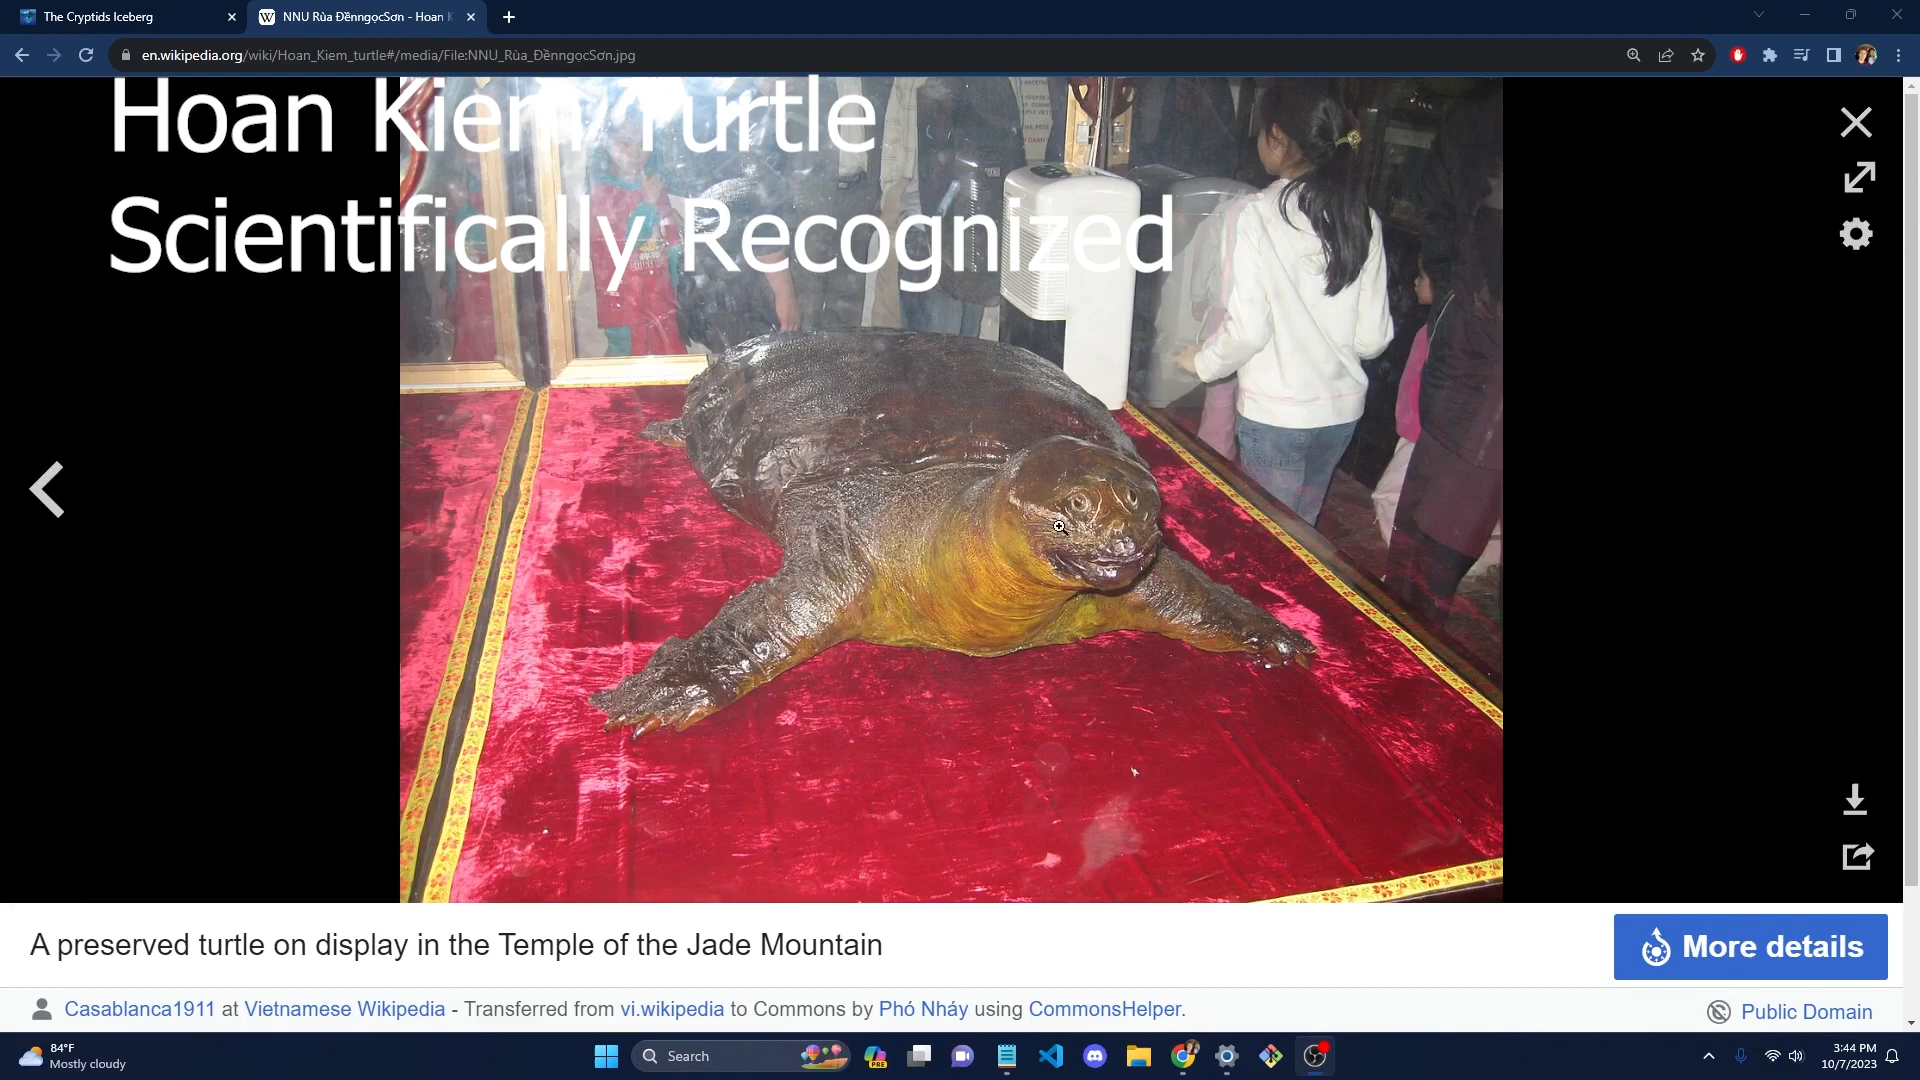 The Cryptids Iceberg
NNU Rùa ĐềnngọcSơn - Hoan K
en.wikipedia.org/wiki/Hoan_Kiem_turtle#/media/File:NNU_Rùa_ĐềnngọcSơn.jpg
Hoan Kiem Turtle
Scientifically Recognized
A preserved turtle on display in the Temple of the Jade Mountain
More details
Casablanca1911 at Vietnamese Wikipedia - Transferred from vi.wikipedia to Commons by Phó Nháy using CommonsHelper.
Public Domain
84°F
Mostly cloudy
Search
PRE
3:44 PM
10/7/2023